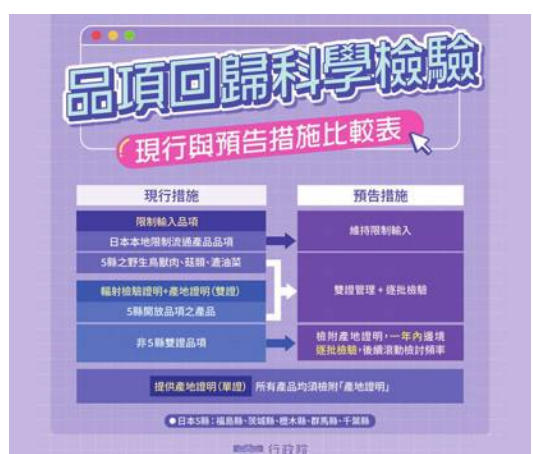 品項回歸科學檢驗
現行與預告措施比較表
現行措施
預告措施
限制輸入品項
日本本地限制流通產品品項
維持限制輸入
5縣之野生鳥獸肉、菇類、漉油菜
輻射檢驗證明+產地證明(雙證)
5縣開放品項之產品
雙證管理 + 逐批檢驗
非5縣雙證品項
檢附產地證明,一年內邊境
逐批檢驗,後續滾動檢討頻率
提供產地證明(單證) 所有產品均須檢附「產地證明」
●日本5縣:福島縣、茨城縣、櫪木縣、群馬縣、千葉縣
行政院